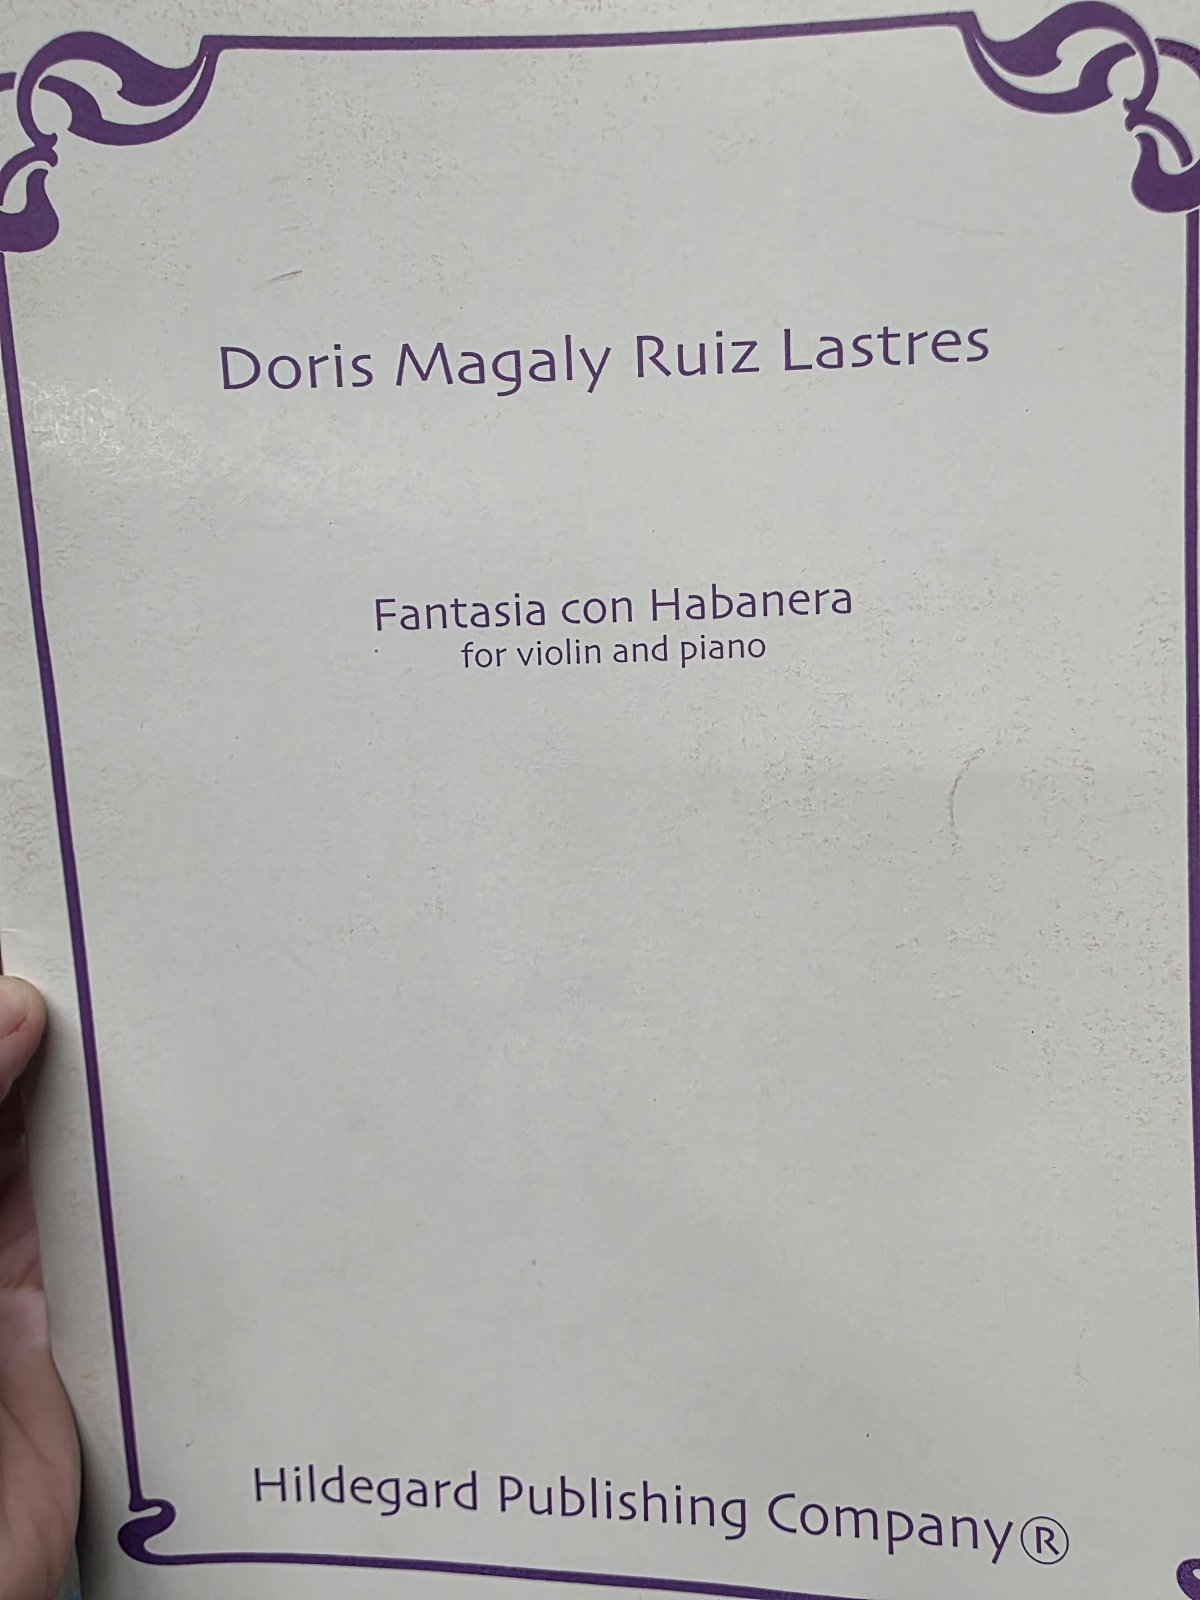 Doris Magaly Ruiz Lastres
Fantasia con Habanera
for violin and piano
Hildegard Publishing Company®